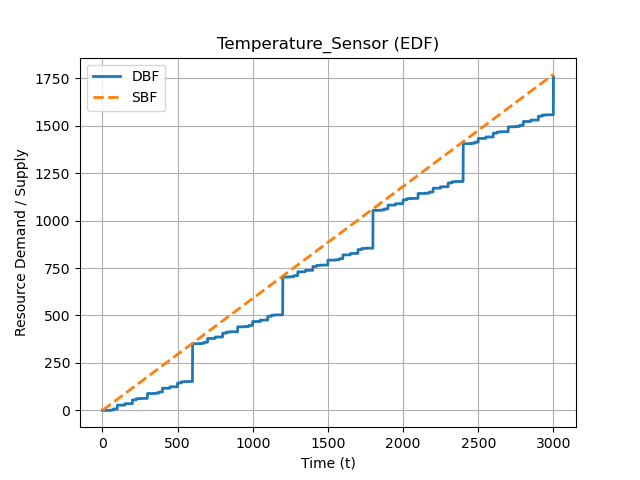 Temperature_Sensor (EDF)
DBF
SBF
Resource Demand / Supply
1750
1500
1250
1000
750
500
250
0
0 500 1000 1500 2000 2500 3000
Time (t)